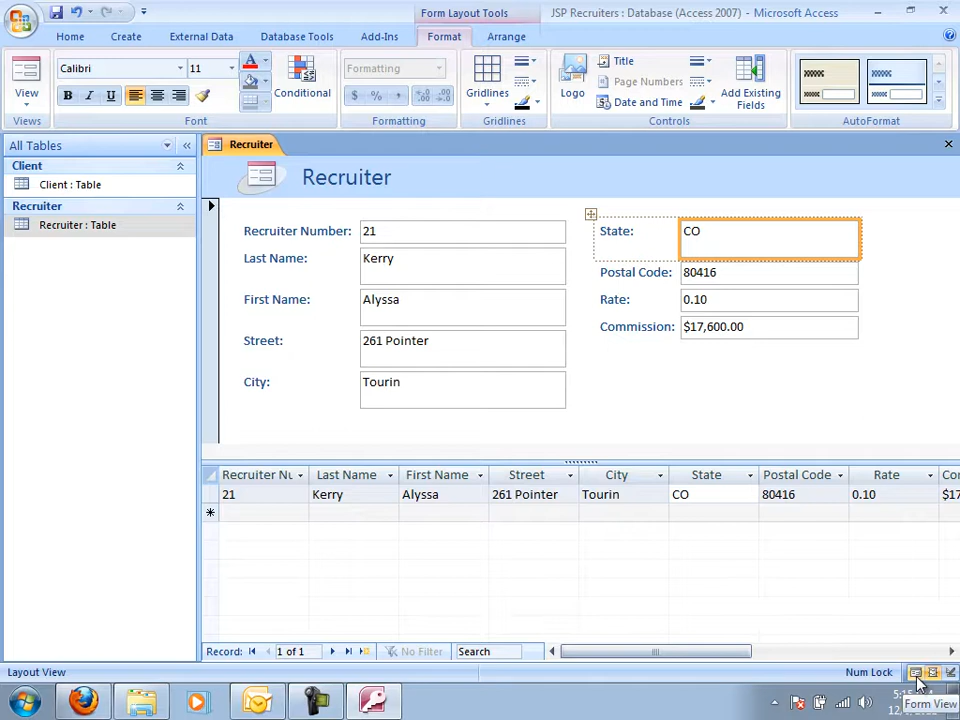 Form Layout Tools
JSP Recruiters : Database (Access 2007) - Microsoft Access
Home Create External Data Database Tools Add-Ins Format Arrange
Calibri 11 Formatting
View Conditional Gridlines Logo Title
Page Numbers
Date and Time
Add Existing
Fields
B I U $ % ,
Views Font Formatting Gridlines Controls AutoFormat
All Tables
Client
Client : Table
Recruiter
Recruiter : Table
Recruiter
Recruiter
Recruiter Number: 21
Last Name: Kerry
First Name: Alyssa
Street: 261 Pointer
City: Tourin
State: CO
Postal Code: 80416
Rate: 0.10
Commission: $17,600.00
Recruiter Nu Last Name First Name Street City State Postal Code Rate Cor
21 Kerry Alyssa 261 Pointer Tourin CO 80416 0.10 $17
Record: 1 of 1 No Filter Search
Layout View
Num Lock
Form View